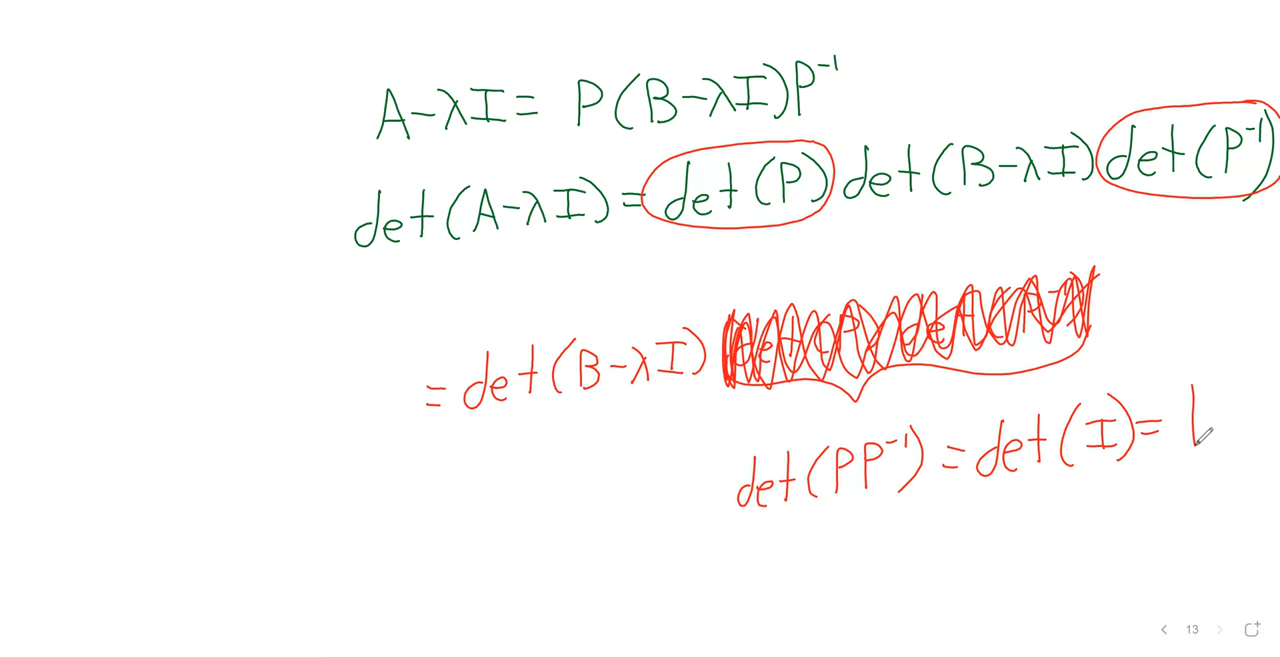 A-λI = P(B-λI)P⁻¹
det(A-λI) = det(P) det(B-λI) det(P⁻¹)
= det(B-λI)
det(PP⁻¹) = det(I) = 1
13